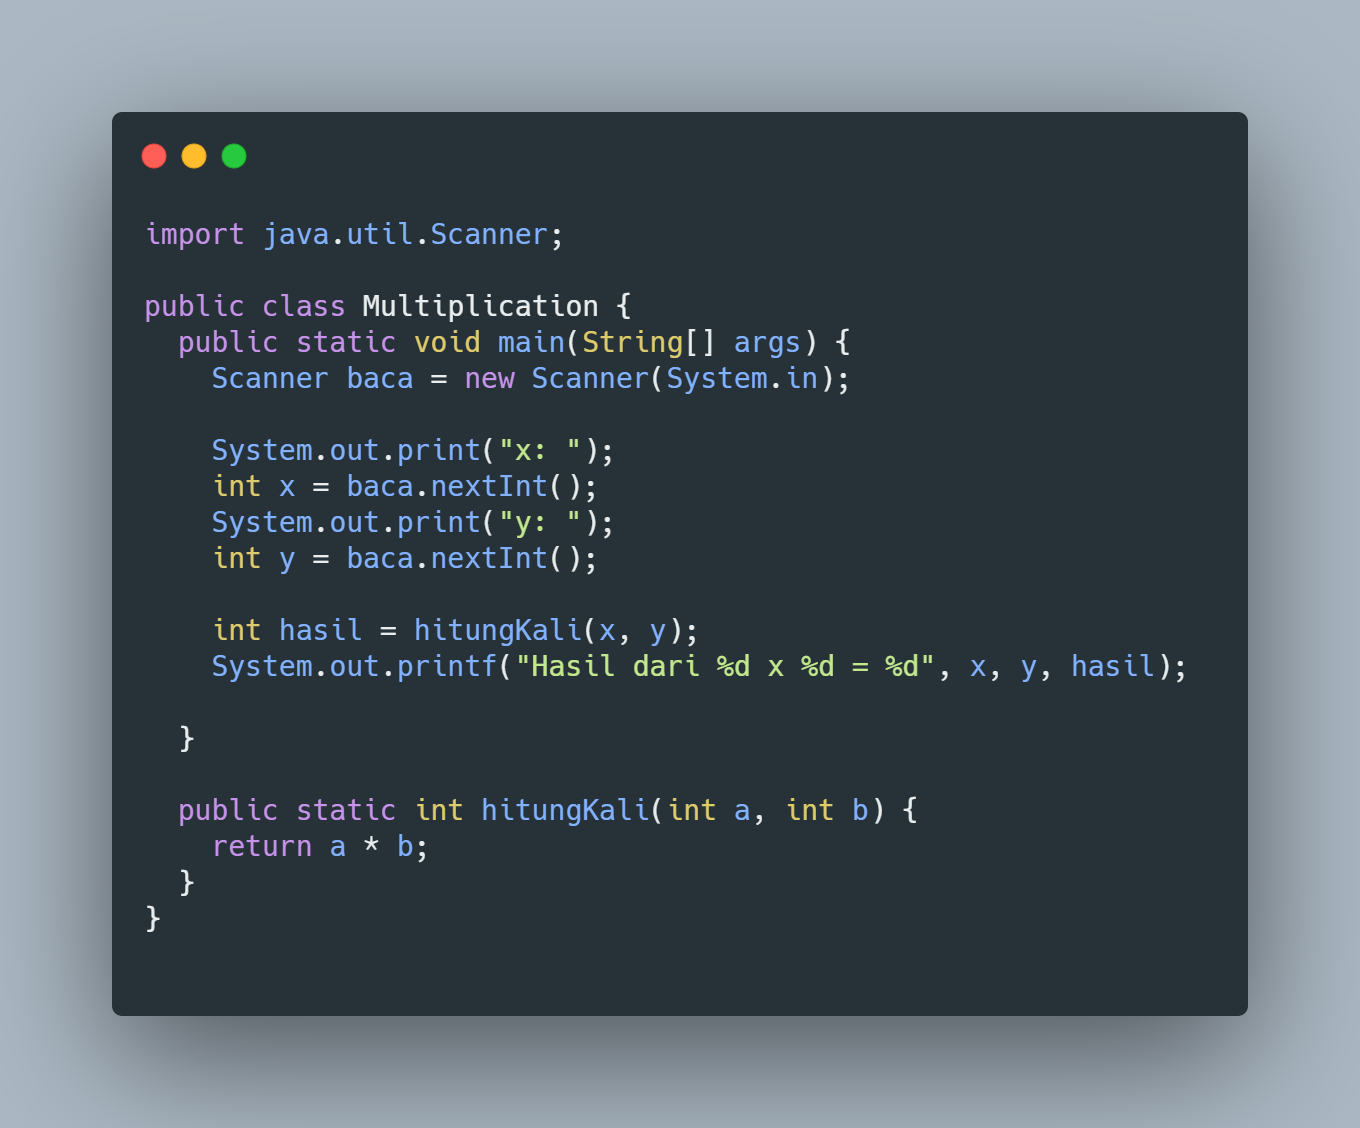 import java.util.Scanner;

public class Multiplication {
  public static void main(String[] args) {
    Scanner baca = new Scanner(System.in);

    System.out.print("x: ");
    int x = baca.nextInt();
    System.out.print("y: ");
    int y = baca.nextInt();

    int hasil = hitungKali(x, y);
    System.out.printf("Hasil dari %d x %d = %d", x, y, hasil);

  }

  public static int hitungKali(int a, int b) {
    return a * b;
  }
}